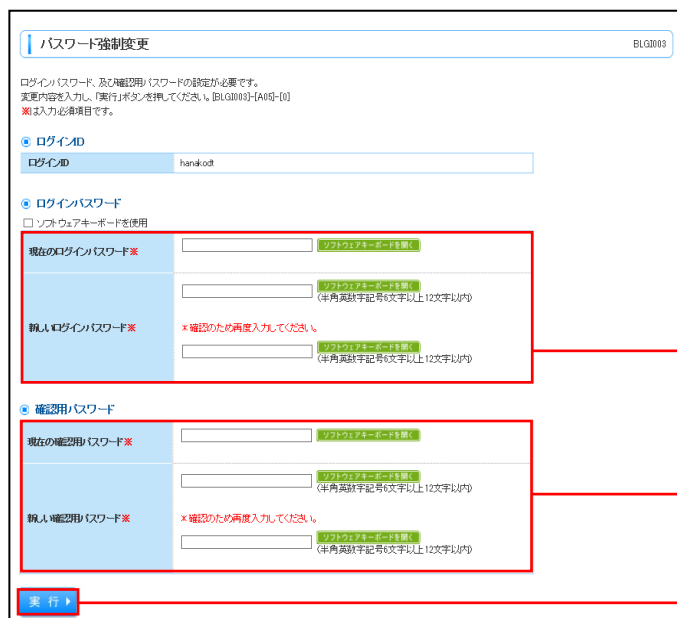 パスワード強制変更
BLGI003
ログインパスワード、及び確認用パスワードの設定が必要です。
変更内容を入力し、「実行」ボタンを押してください。[BLGI003]-[A05]-[0]
※は入力必須項目です。
ログインID
ログインID hanakodt
ログインパスワード
ソフトウェアキーボードを使用
現在のログインパスワード※ ソフトウェアキーボードを開く
ソフトウェアキーボードを開く
(半角英数字記号6文字以上12文字以内)
新しいログインパスワード※ ※確認のため再度入力してください。
ソフトウェアキーボードを開く
(半角英数字記号6文字以上12文字以内)
確認用パスワード
現在の確認用パスワード※ ソフトウェアキーボードを開く
ソフトウェアキーボードを開く
(半角英数字記号6文字以上12文字以内)
新しい確認用パスワード※ ※確認のため再度入力してください。
ソフトウェアキーボードを開く
(半角英数字記号6文字以上12文字以内)
実行